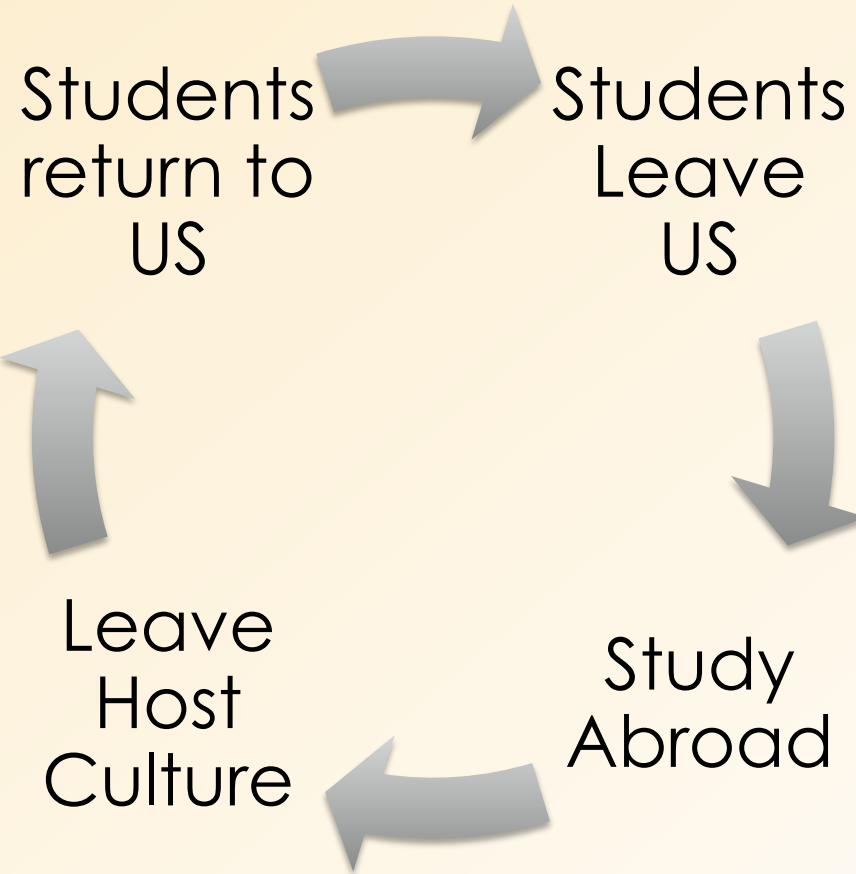 Students
return to
US
Students
Leave
US
Study
Abroad
Leave
Host
Culture